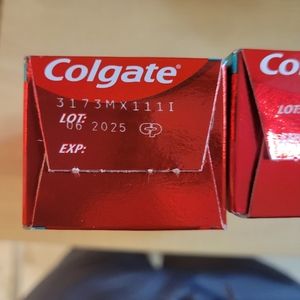 Colgate®
3173MX111I
LOT:
06 2025
EXP:
Co
LOT: